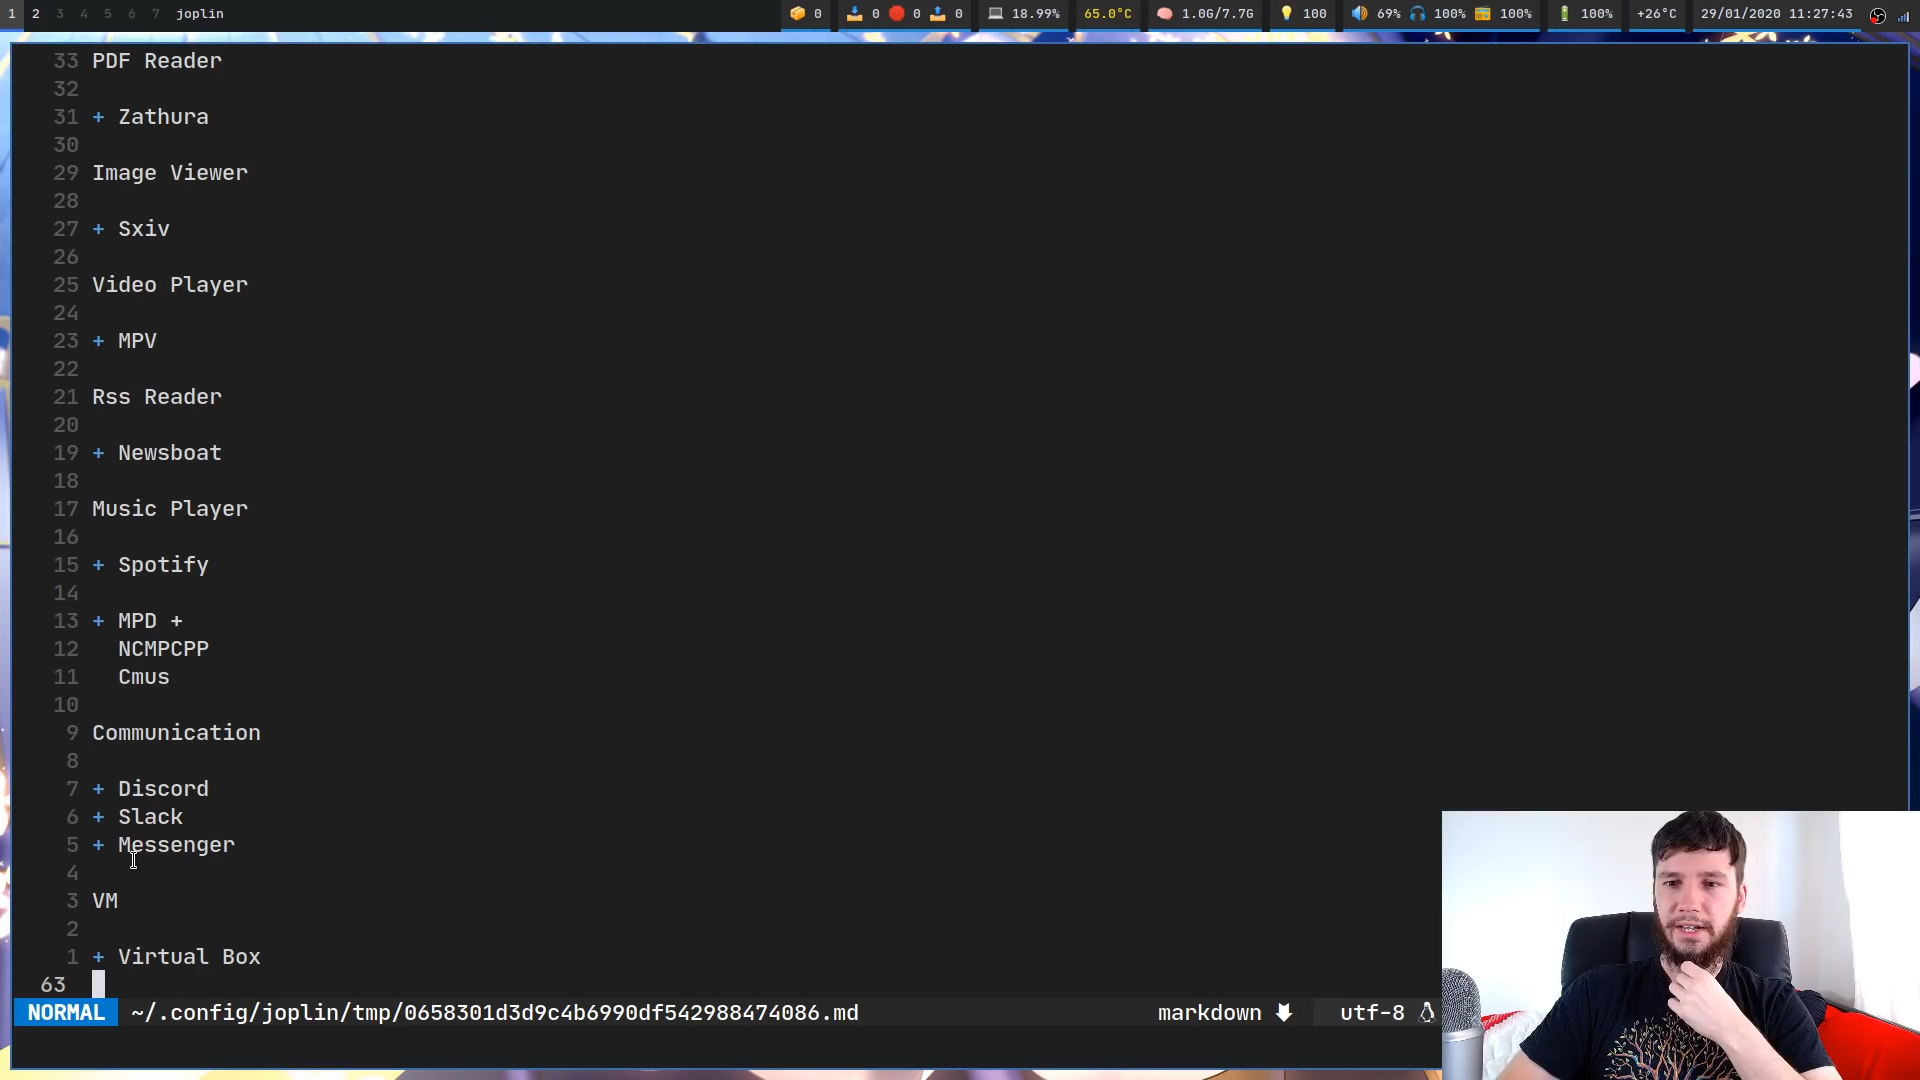 1 2 3 4 5 6 7 joplin 0 0 0 0 18.99% 65.0°C 1.0G/7.7G 100 69% 100% 100% 100% +26°C 29/01/2020 11:27:43
33 PDF Reader
32
31 + Zathura
30
29 Image Viewer
28
27 + Sxiv
26
25 Video Player
24
23 + MPV
22
21 Rss Reader
20
19 + Newsboat
18
17 Music Player
16
15 + Spotify
14
13 + MPD +
12 NCMPCPP
11 Cmus
10
9 Communication
8
7 + Discord
6 + Slack
5 + Messenger
4
3 VM
2
1 + Virtual Box
63
NORMAL ~/.config/joplin/tmp/0658301d3d9c4b6990df542988474086.md markdown utf-8